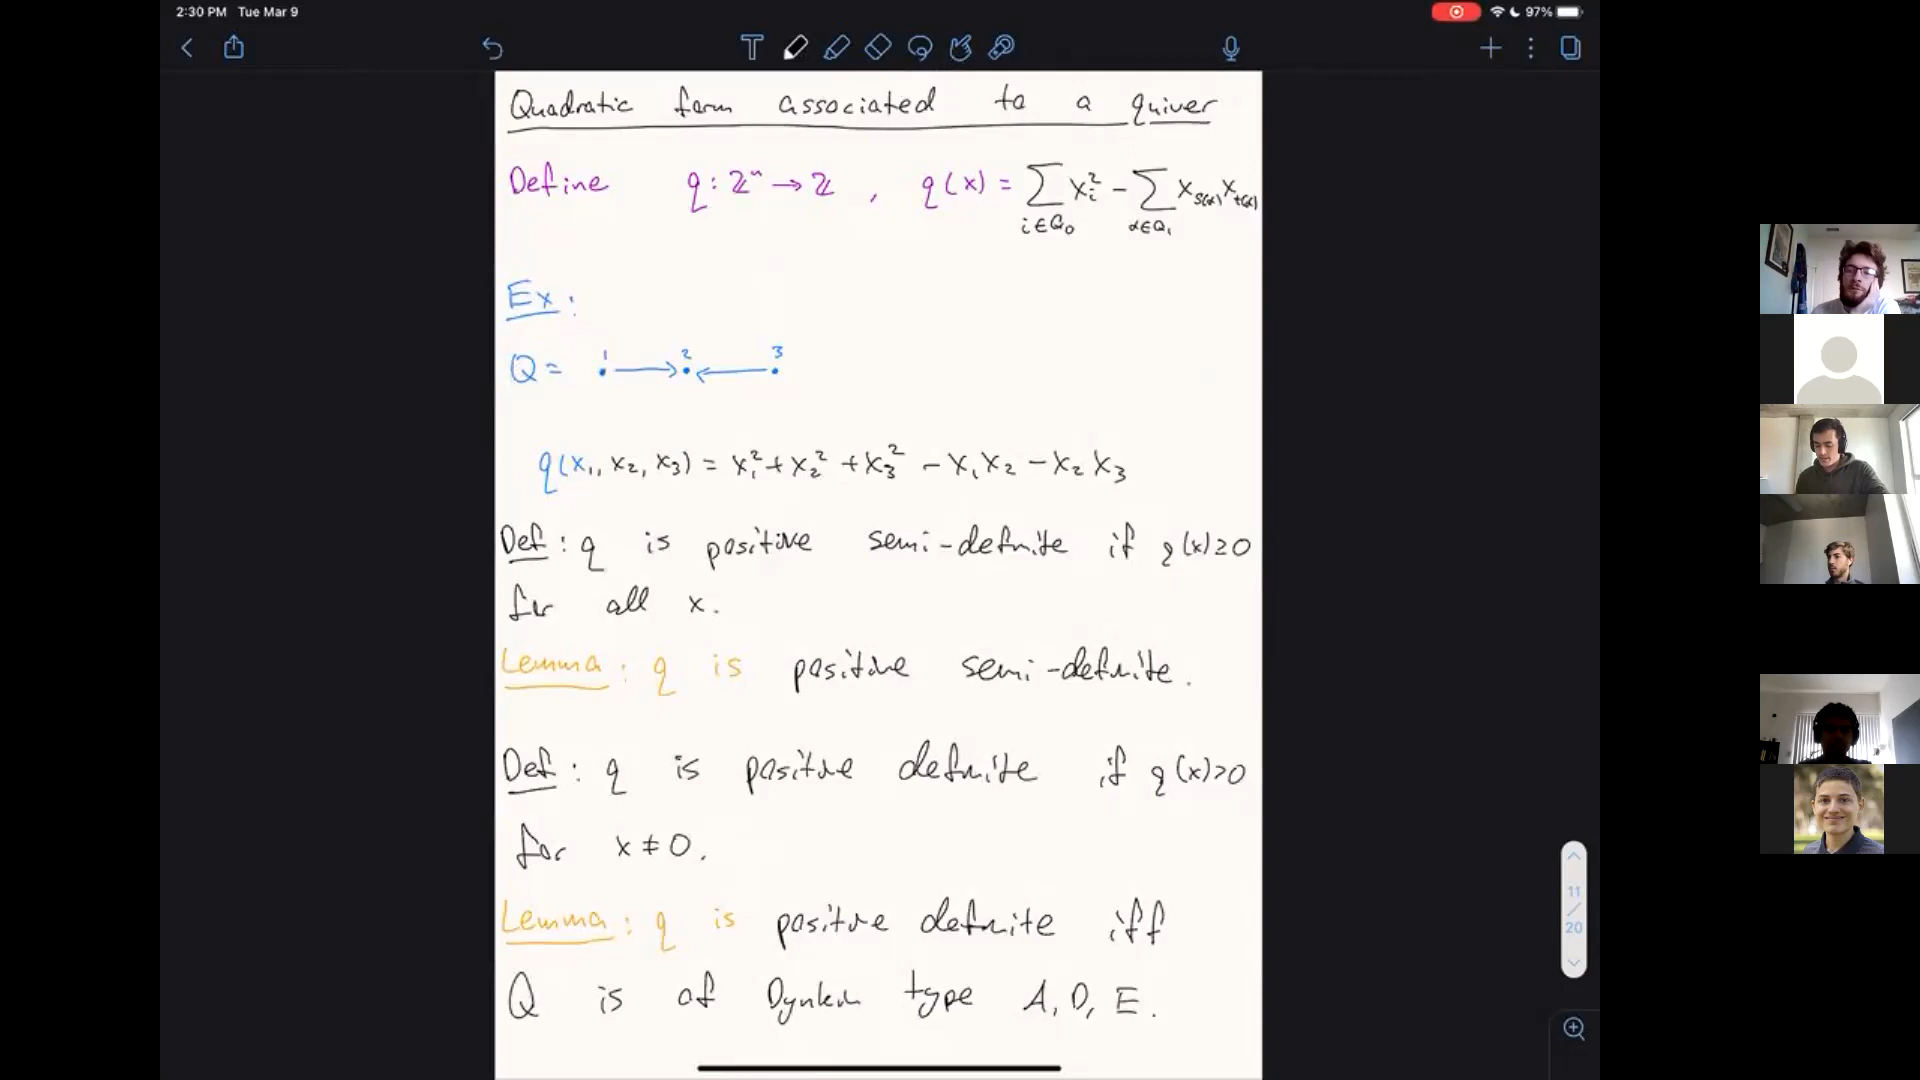 2:30 PM Tue Mar 9
97%
Quadratic form associated to a quiver
Define q : ℤⁿ → ℤ , q(x) = ∑_{i∈Q₀} xᵢ² − ∑_{α∈Q₁} x_{s(α)} x_{t(α)}
Ex :
Q = 1 → 2 ← 3
q(x₁, x₂, x₃) = x₁² + x₂² + x₃² − x₁x₂ − x₂x₃
Def : q is positive semi-definite if q(x) ≥ 0
for all x.
Lemma : q is positive semi-definite.
Def : q is positive definite if q(x) > 0
for x ≠ 0.
Lemma : q is positive definite iff
Q is of Dynkin type A, D, E.
11
/
20